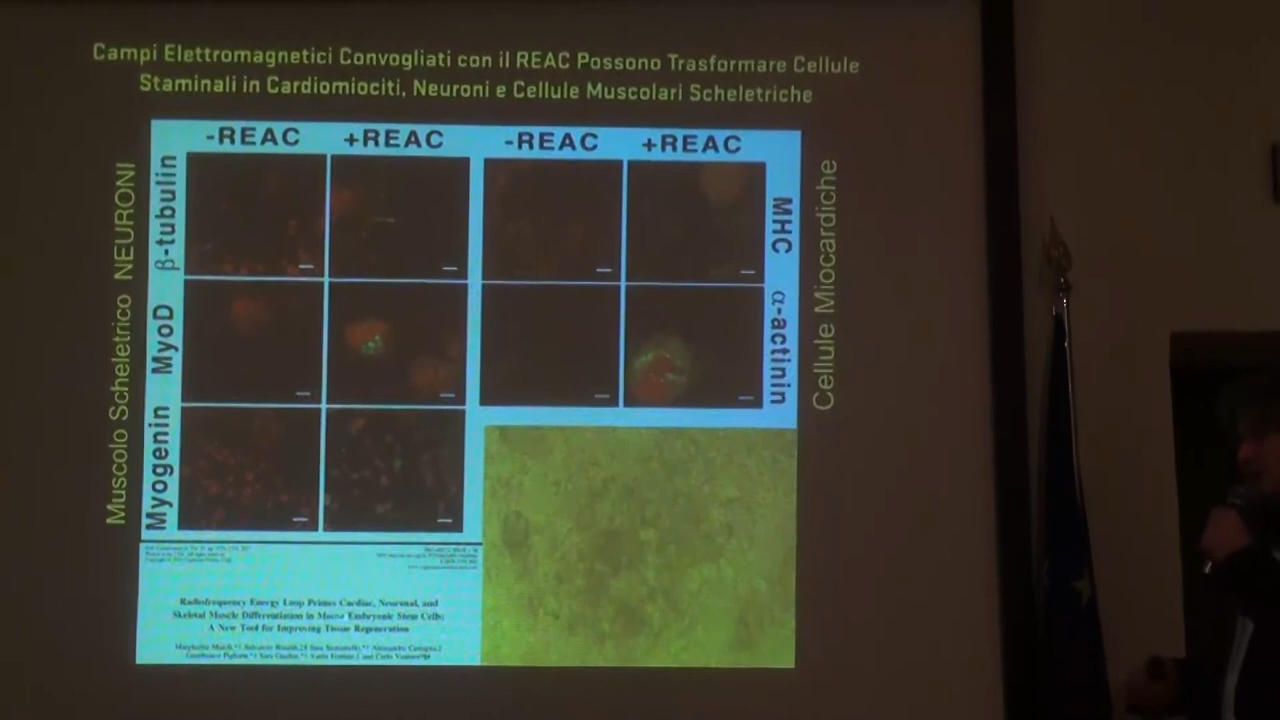 Campi Elettromagnetici Convogliati con il REAC Possono Trasformare Cellule
Staminali in Cardiomiociti, Neuroni e Cellule Muscolari Scheletriche
-REAC +REAC -REAC +REAC
Muscolo Scheletrico NEURONI
β-tubulin
MyoD
Myogenin
MHC
α-actinin
Cellule Miocardiche
Radiofrequency Energy Loop Primes Cardiac, Neuronal, and
Skeletal Muscle Differentiation in Mouse Embryonic Stem Cells:
A New Tool for Improving Tissue Regeneration